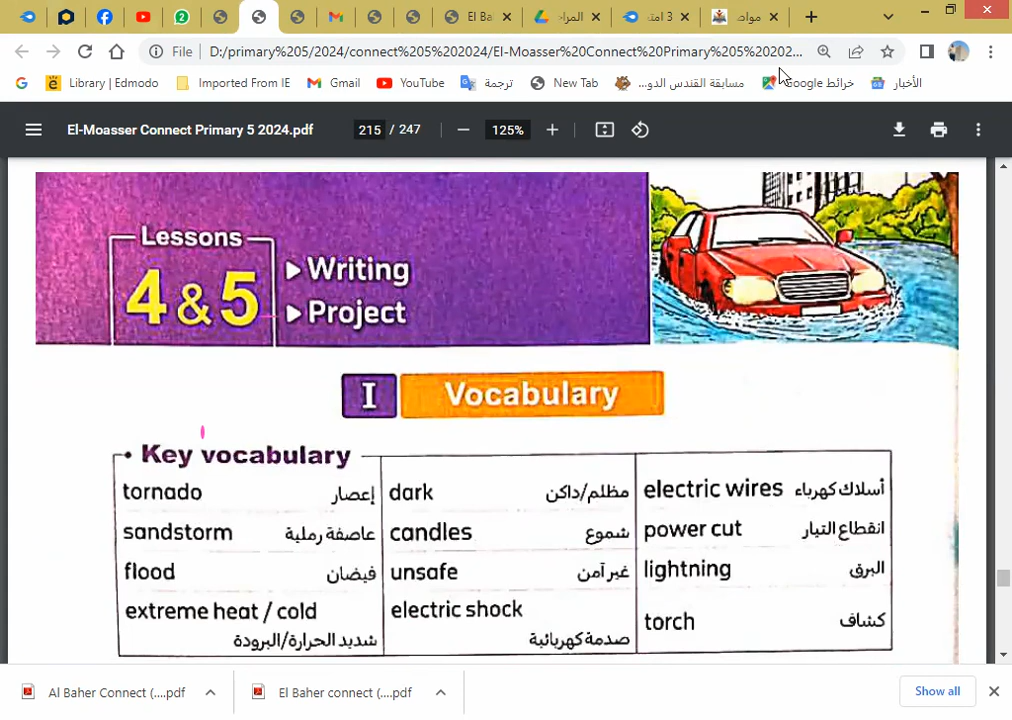 2 El Ba المراج 3 امتـ مواد
File D:/primary%205/2024/connect%205%202024/El-Moasser%20Connect%20Primary%205%20202...
Library | Edmodo Imported From IE Gmail YouTube ترجمة New Tab مسابقة القندس الدو... خرائط Google الأخبار
El-Moasser Connect Primary 5 2024.pdf 215 / 247 125%
Lessons
4 & 5
Writing
Project
I Vocabulary
• Key vocabulary
tornado إعصار dark مظلم/داكن electric wires أسلاك كهرباء
sandstorm عاصفة رملية candles شموع power cut انقطاع التيار
flood فيضان unsafe غير آمن lightning البرق
extreme heat / cold شديد الحرارة/البرودة electric shock صدمة كهربائية torch كشاف
Al Baher Connect (....pdf El Baher connect (....pdf Show all